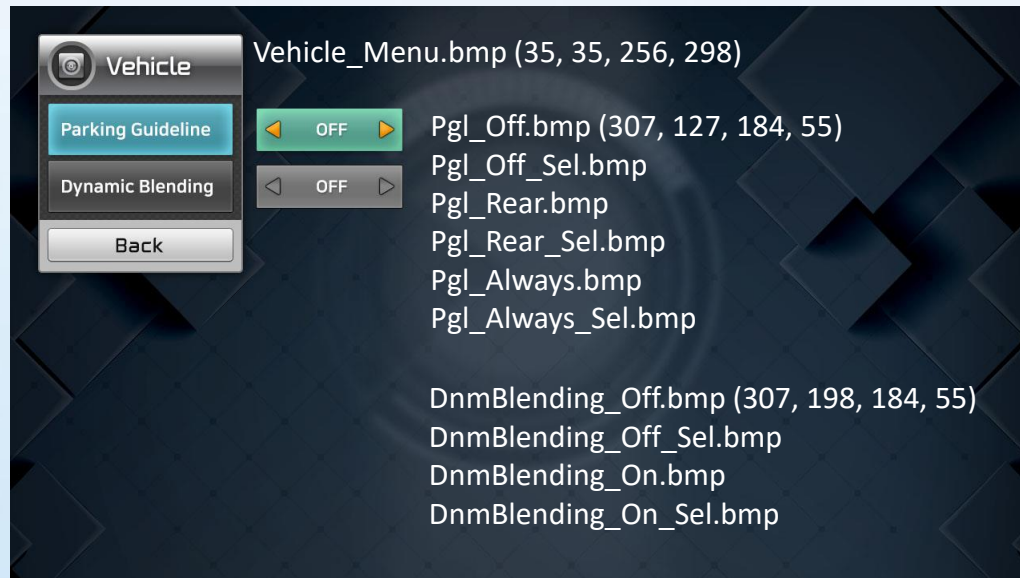 Vehicle
Vehicle_Menu.bmp (35, 35, 256, 298)
Parking Guideline
OFF
Pgl_Off.bmp (307, 127, 184, 55)
Pgl_Off_Sel.bmp
Dynamic Blending
OFF
Pgl_Rear.bmp
Pgl_Rear_Sel.bmp
Back
Pgl_Always.bmp
Pgl_Always_Sel.bmp
DnmBlending_Off.bmp (307, 198, 184, 55)
DnmBlending_Off_Sel.bmp
DnmBlending_On.bmp
DnmBlending_On_Sel.bmp